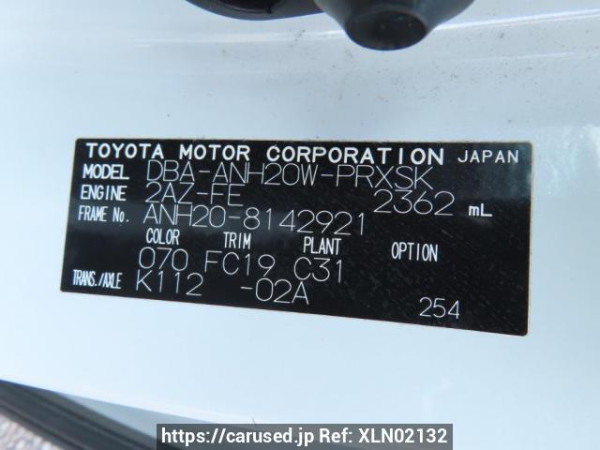 TOYOTA MOTOR CORPORATION JAPAN
MODEL DBA-ANH20W-PRXSK
ENGINE 2AZ-FE 2362 mL
FRAME No. ANH20-8142921
COLOR TRIM PLANT OPTION
070 FC19 C31
TRANS./AXLE K112 -02A
254
https://carused.jp Ref: XLN02132